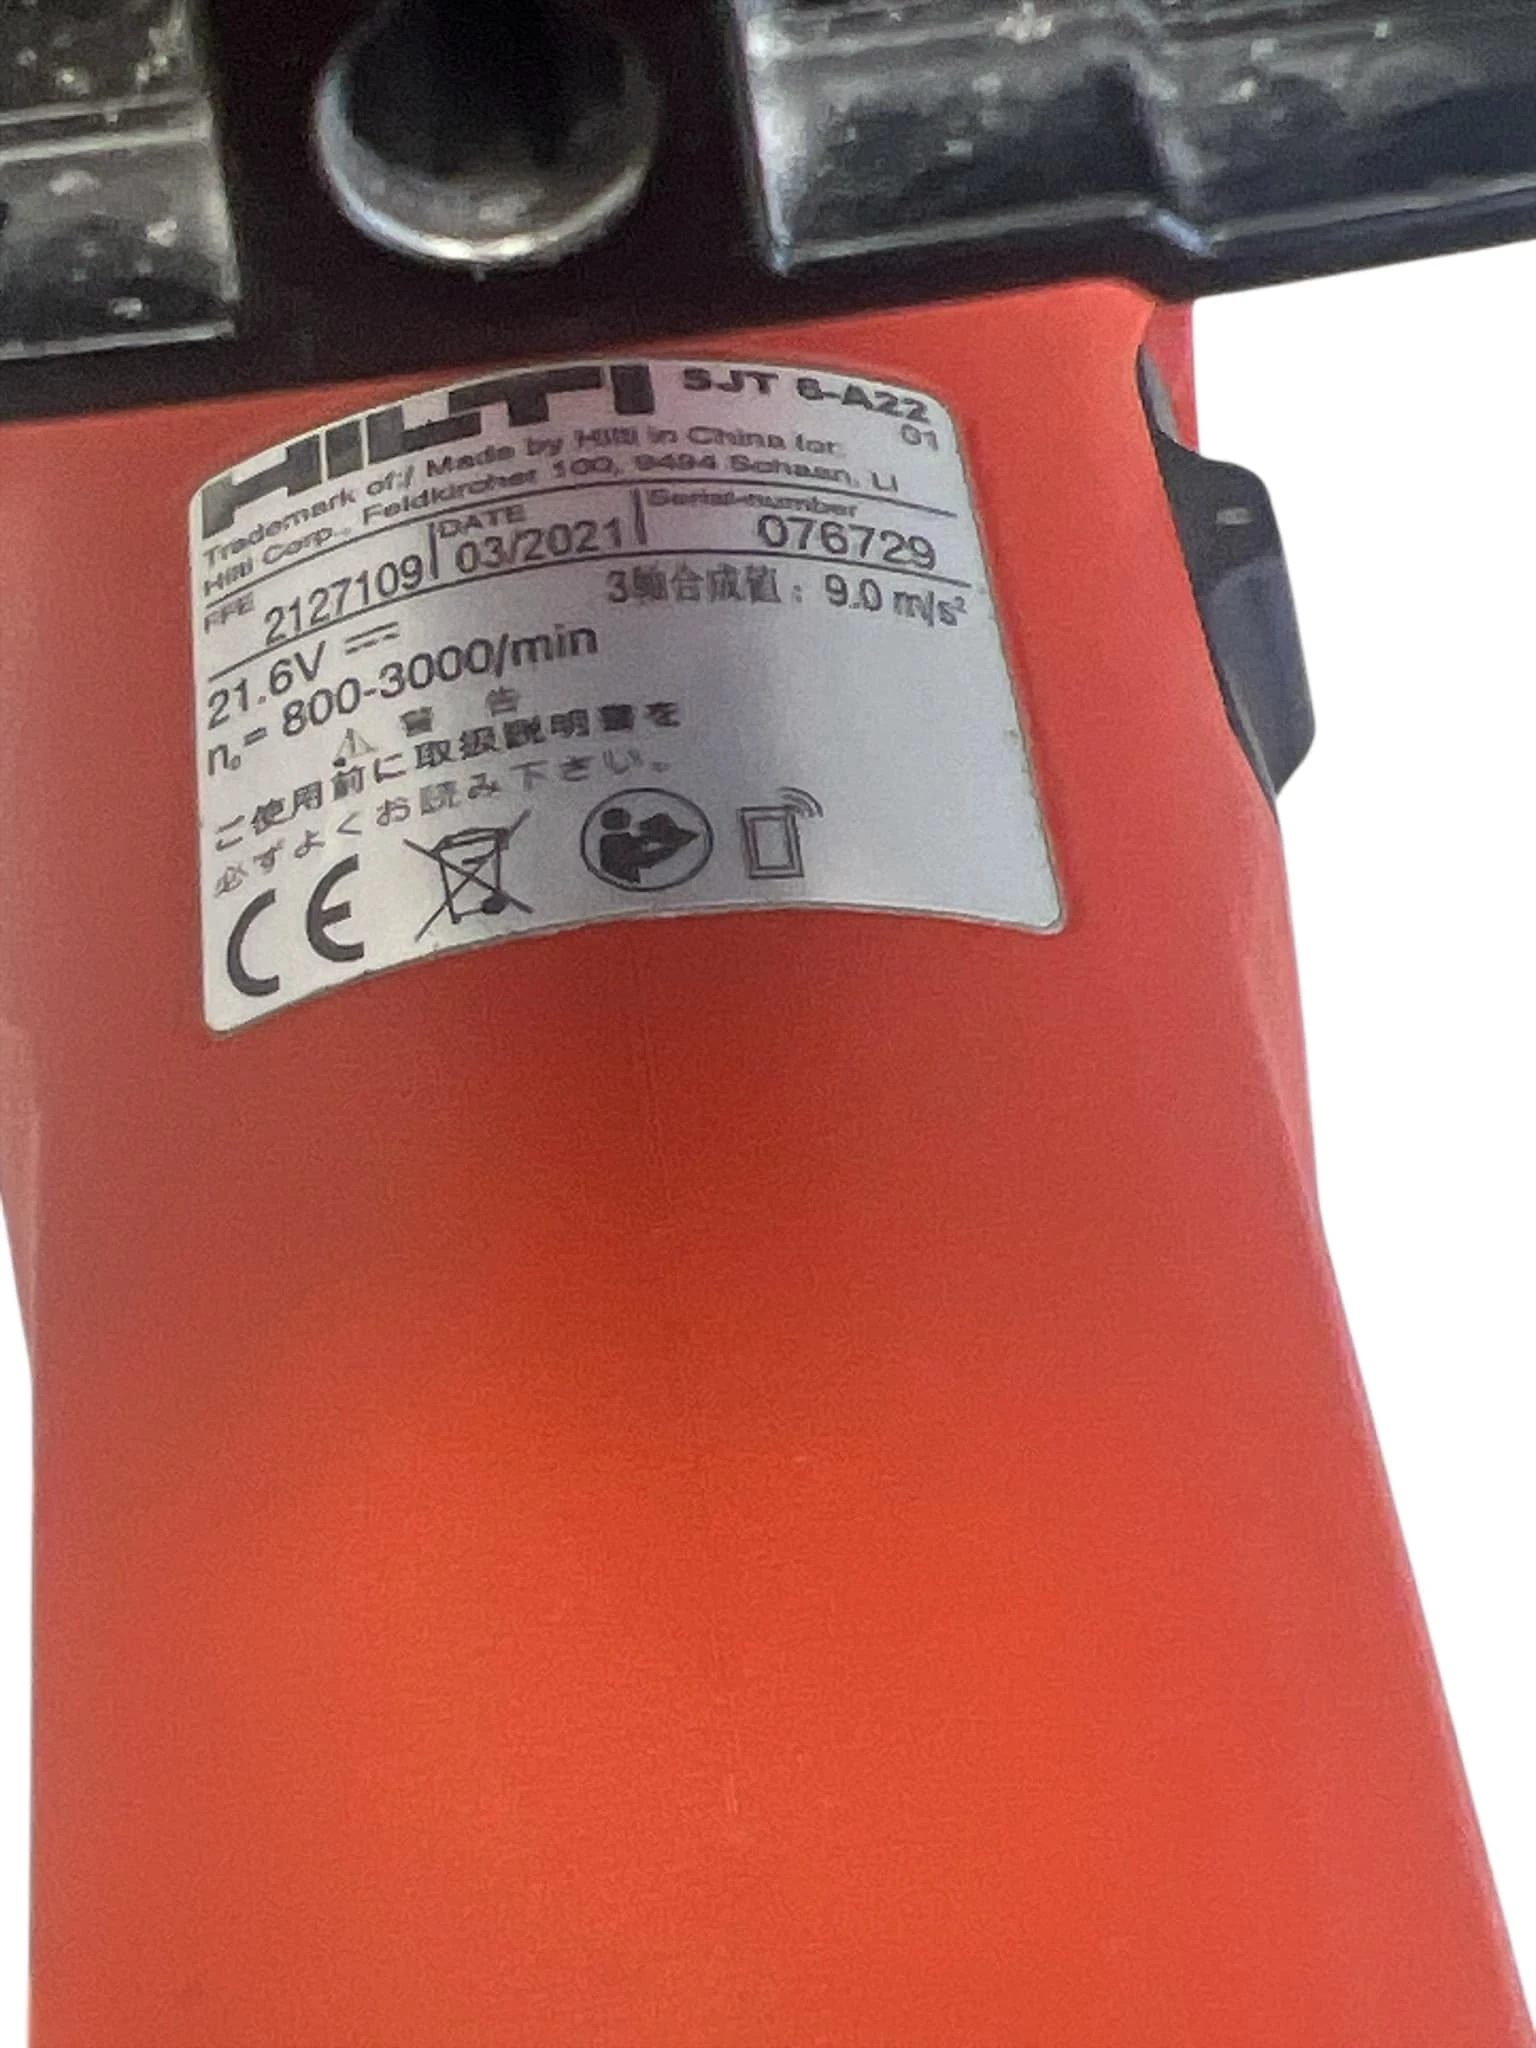 HILTI SJT 6-A22
01
Trademark of:/ Made by Hilti in China for:
Hilti Corp., Feldkircher 100, 9494 Schaan, LI
DATE Serial-number
2127109 03/2021 076729
21.6V 3軸合成値: 9.0 m/s²
n₀= 800-3000/min
警 告
ご使用前に取扱説明書を
必ずよくお読み下さい。
CE